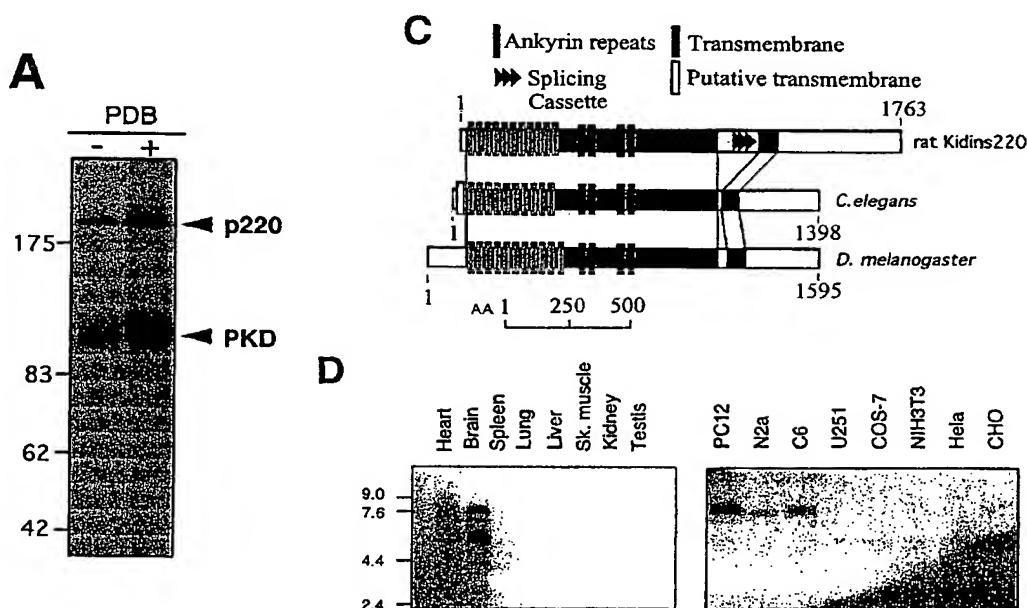 A
PDB
- +
p220
175
PKD
83
62
42
C
Ankyrin repeats
Transmembrane
Splicing
Cassette
Putative transmembrane
1
1763
rat Kidins220
C.elegans
1
1398
D. melanogaster
1
1595
AA 1 250 500
D
Heart
Brain
Spleen
Lung
Liver
Sk. muscle
Kidney
Testis
PC12
N2a
C6
U251
COS-7
NIH3T3
Hela
CHO
9.0
7.6
4.4
2.4